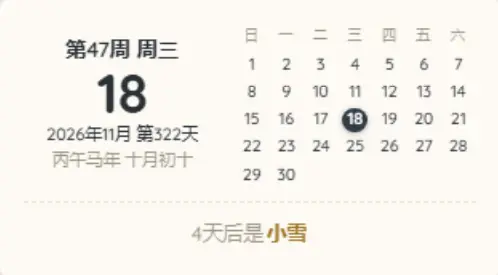 第47周 周三
18
2026年11月 第322天
丙午马年 十月初十
日 一 二 三 四 五 六
1 2 3 4 5 6 7
8 9 10 11 12 13 14
15 16 17 18 19 20 21
22 23 24 25 26 27 28
29 30
4天后是小雪